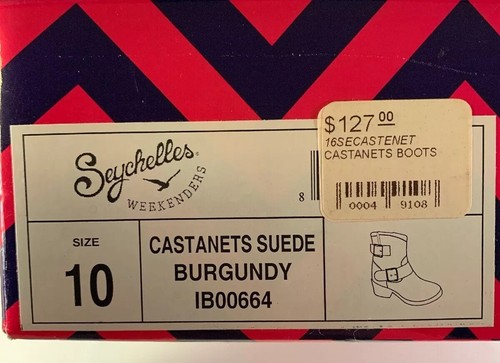 Seychelles
WEEKENDERS
8
$127 00
16SECASTENET
CASTANETS BOOTS
0004 9108
SIZE
10
CASTANETS SUEDE
BURGUNDY
IB00664